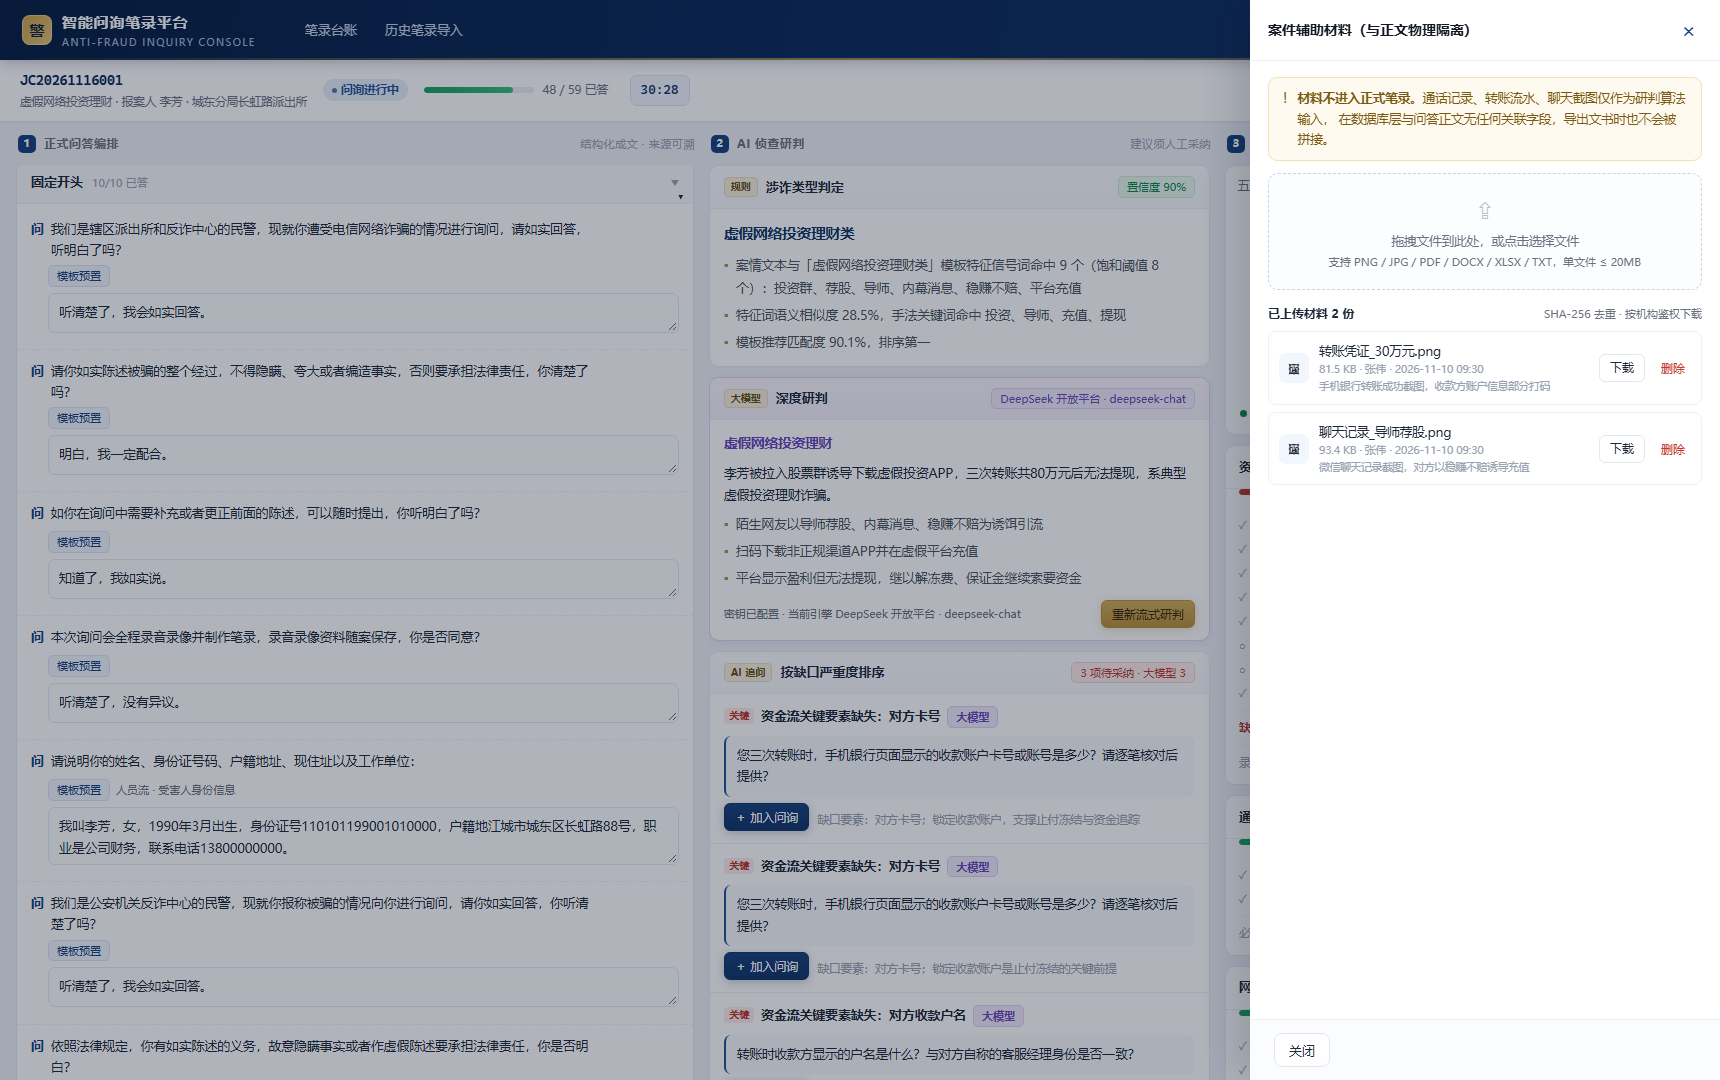 警
智能问询笔录平台
ANTI-FRAUD INQUIRY CONSOLE
笔录台账
历史笔录导入
JC20261116001
虚假网络投资理财 · 报案人 李芳 · 城东分局长虹路派出所
问询进行中
48 / 59 已答
30:28
1 正式问答编排
结构化成文 · 来源可溯
固定开头 10/10 已答
问 我们是辖区派出所和反诈中心的民警，现就你遭受电信网络诈骗的情况进行询问，请如实回答，
听明白了吗？
模板预置
听清楚了，我会如实回答。
问 请你如实陈述被骗的整个经过，不得隐瞒、夸大或者编造事实，否则要承担法律责任，你清楚了
吗？
模板预置
明白，我一定配合。
问 如你在询问中需要补充或者更正前面的陈述，可以随时提出，你听明白了吗？
模板预置
知道了，我如实说。
问 本次询问会全程录音录像并制作笔录，录音录像资料随案保存，你是否同意？
模板预置
听清楚了，没有异议。
问 请说明你的姓名、身份证号码、户籍地址、现住址以及工作单位：
模板预置 人员流 · 受害人身份信息
我叫李芳，女，1990年3月出生，身份证号110101199001010000，户籍地江城市城东区长虹路88号，职
业是公司财务，联系电话13800000000。
问 我们是公安机关反诈中心的民警，现就你报称被骗的情况向你进行询问，请你如实回答，你听清
楚了吗？
模板预置
听清楚了，我会如实回答。
问 依照法律规定，你有如实陈述的义务，故意隐瞒事实或者作虚假陈述要承担法律责任，你是否明
白？
2 AI 侦查研判
建议须人工采纳
规则 涉诈类型判定
置信度 90%
虚假网络投资理财类
案情文本与「虚假网络投资理财类」模板特征信号词命中 9 个（饱和阈值 8
个）：投资群、荐股、导师、内幕消息、稳赚不赔、平台充值
特征词语义相似度 28.5%，手法关键词命中 投资、导师、充值、提现
模板推荐匹配度 90.1%，排序第一
大模型 深度研判
DeepSeek 开放平台 · deepseek-chat
虚假网络投资理财
李芳被拉入股票群诱导下载虚假投资APP，三次转账共80万元后无法提现，系典型
虚假投资理财诈骗。
陌生网友以导师荐股、内幕消息、稳赚不赔为诱饵引流
扫码下载非正规渠道APP并在虚假平台充值
平台显示盈利但无法提现，继以解冻费、保证金继续索要资金
密钥已配置 · 当前引擎 DeepSeek 开放平台 · deepseek-chat
重新流式研判
AI 追问 按缺口严重度排序
3 项待采纳 · 大模型 3
关键 资金流关键要素缺失：对方卡号 大模型
您三次转账时，手机银行页面显示的收款账户卡号或账号是多少？请逐笔核对后
提供？
+ 加入问询
缺口要素：对方卡号；锁定收款账户，支撑止付冻结与资金追踪
关键 资金流关键要素缺失：对方卡号 大模型
您三次转账时，手机银行页面显示的收款账户卡号或账号是多少？请逐笔核对后
提供？
+ 加入问询
缺口要素：对方卡号；锁定收款账户是止付冻结的关键前提
关键 资金流关键要素缺失：对方收款户名 大模型
转账时收款方显示的户名是什么？与对方自称的客服经理身份是否一致？
3
五
资
缺
录
通
必
网
案件辅助材料（与正文物理隔离）
×
! 材料不进入正式笔录。通话记录、转账流水、聊天截图仅作为研判算法
输入， 在数据库层与问答正文无任何关联字段，导出文书时也不会被
拼接。
拖拽文件到此处，或点击选择文件
支持 PNG / JPG / PDF / DOCX / XLSX / TXT，单文件 ≤ 20MB
已上传材料 2 份
SHA-256 去重 · 按机构鉴权下载
转账凭证_30万元.png
81.5 KB · 张伟 · 2026-11-10 09:30
手机银行转账成功截图，收款方账户信息部分打码
下载
删除
聊天记录_导师荐股.png
93.4 KB · 张伟 · 2026-11-10 09:30
微信聊天记录截图，对方以稳赚不赔诱导充值
下载
删除
关闭